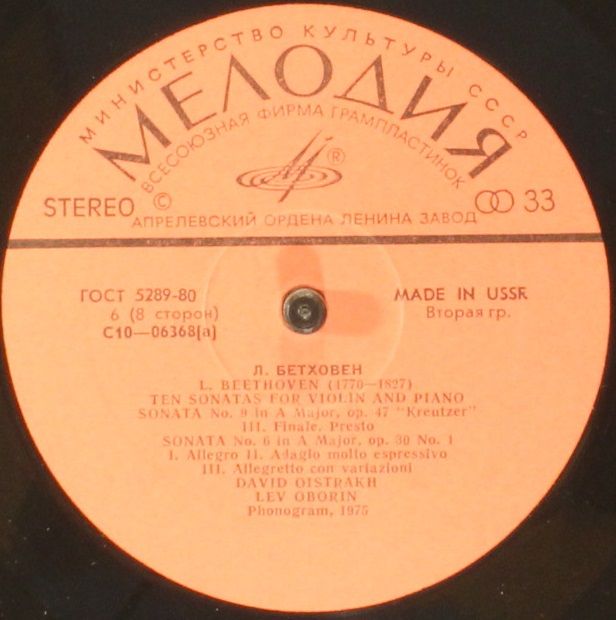 МИНИСТЕРСТВО КУЛЬТУРЫ СССР
МЕЛОДИЯ
ВСЕСОЮЗНАЯ ФИРМА ГРАМПЛАСТИНОК
®
STEREO © 33
АПРЕЛЕВСКИЙ ОРДЕНА ЛЕНИНА ЗАВОД
ГОСТ 5289-80 MADE IN USSR
6 (8 сторон) Вторая гр.
С10—06368(а)
Л. БЕТХОВЕН
L. BEETHOVEN (1770—1827)
TEN SONATAS FOR VIOLIN AND PIANO
SONATA No. 9 in A Major, op. 47 "Kreutzer"
III. Finale. Presto
SONATA No. 6 in A Major, op. 30 No. 1
I. Allegro II. Adagio molto espressivo
III. Allegretto con variazioni
DAVID OISTRAKH
LEV OBORIN
Phonogram, 1975